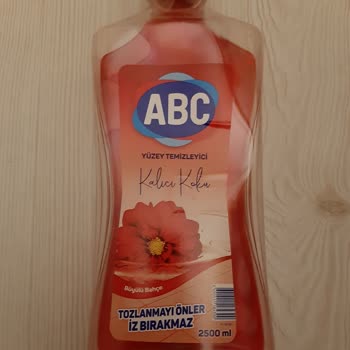 ABC
YÜZEY TEMİZLEYİCİ
Kalıcı Koku
Büyülü Bahçe
TOZLANMAYI ÖNLER
İZ BIRAKMAZ
2500 ml